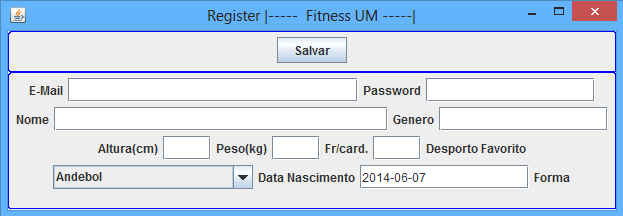 Register |----- Fitness UM -----|
Salvar
E-Mail Password
Nome Genero
Altura(cm) Peso(kg) Fr/card. Desporto Favorito
Andebol Data Nascimento 2014-06-07 Forma